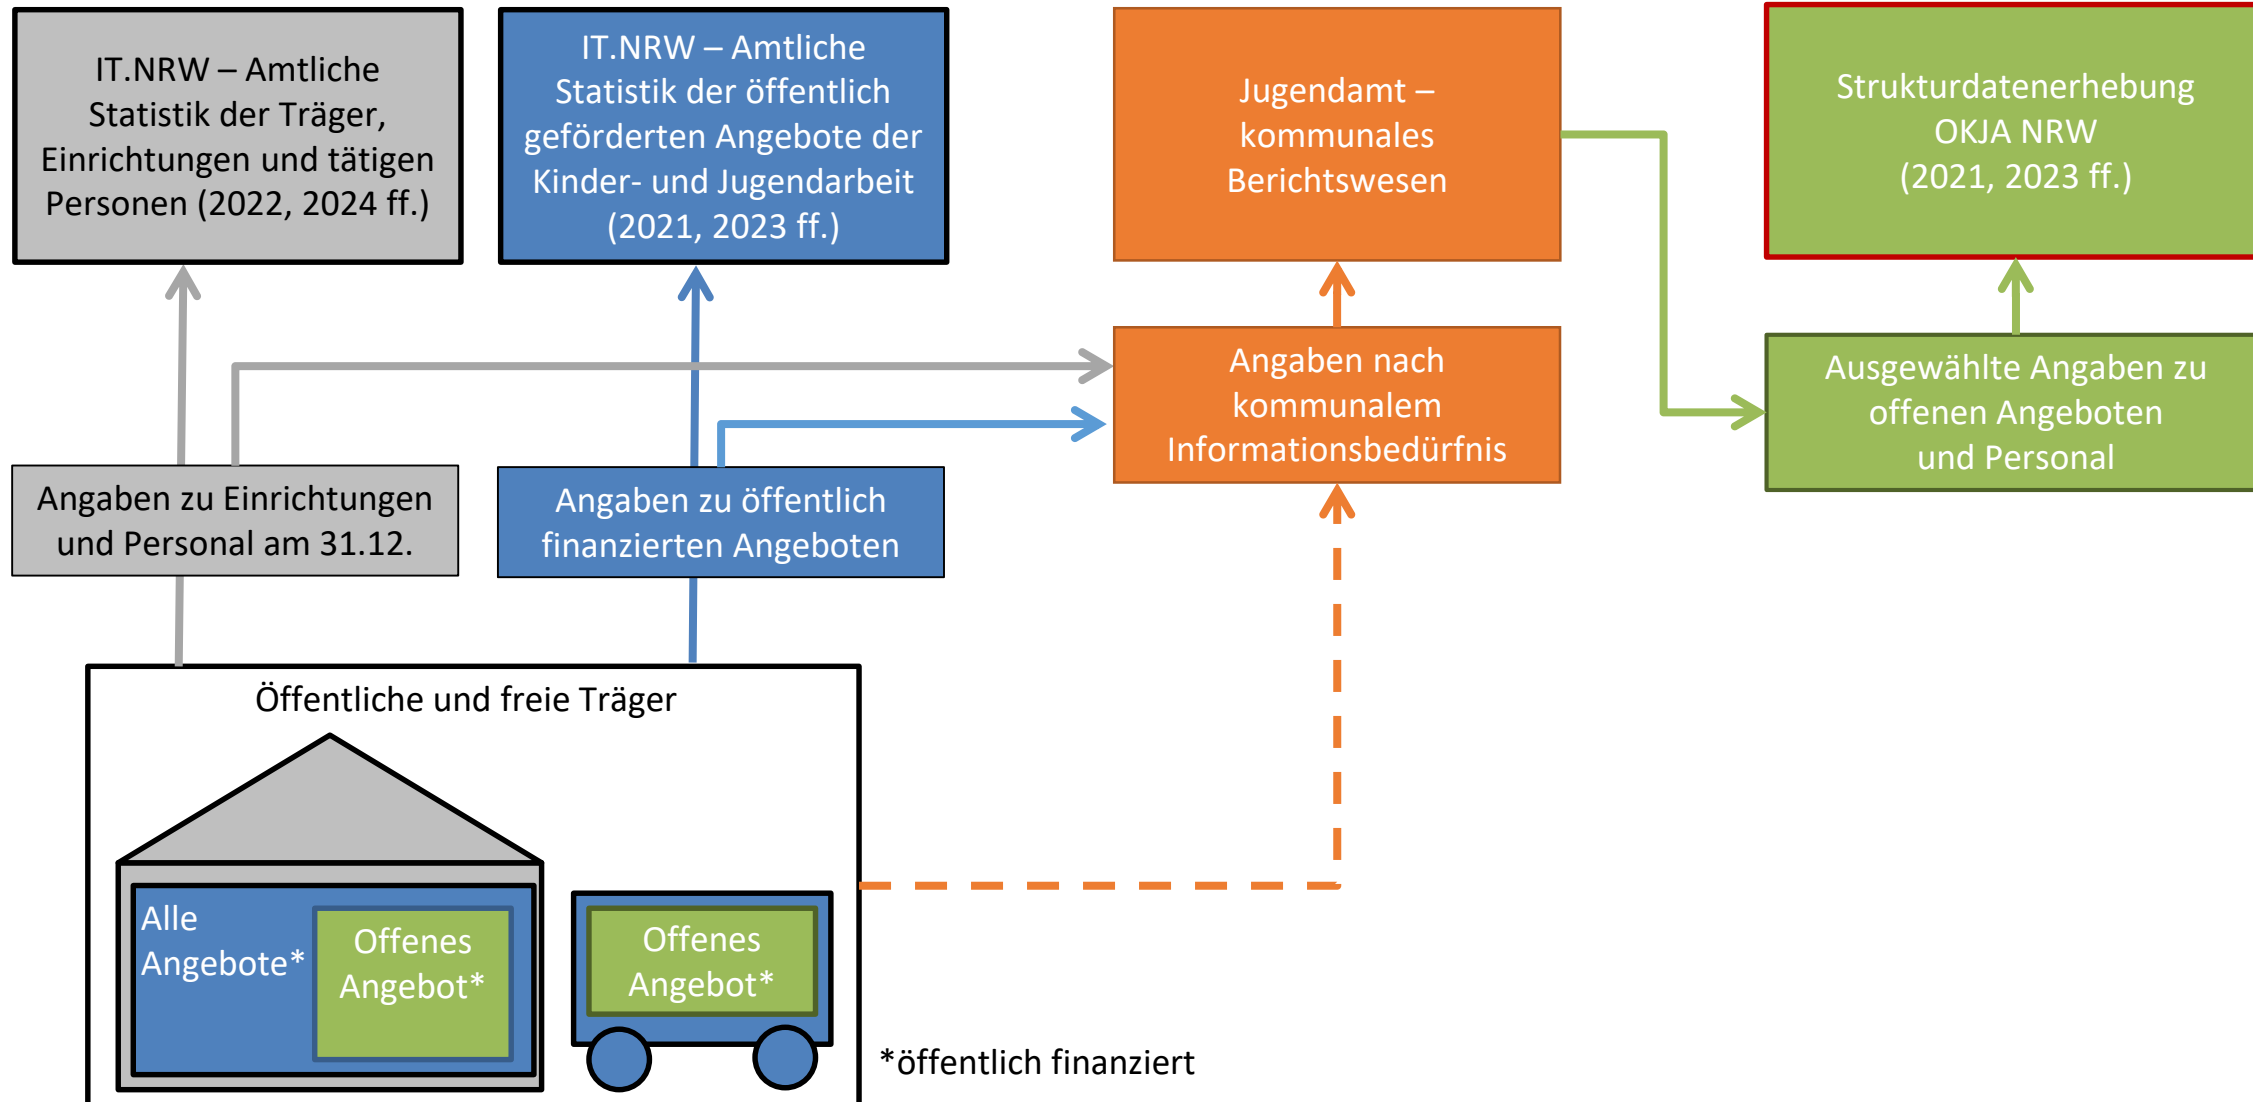 IT.NRW – Amtliche
Statistik der Träger,
Einrichtungen und tätigen
Personen (2022, 2024 ff.)
IT.NRW – Amtliche
Statistik der öffentlich
geförderten Angebote der
Kinder- und Jugendarbeit
(2021, 2023 ff.)
Jugendamt –
kommunales
Berichtswesen
Strukturdatenerhebung
OKJA NRW
(2021, 2023 ff.)
Angaben zu Einrichtungen
und Personal am 31.12.
Angaben zu öffentlich
finanzierten Angeboten
Angaben nach
kommunalem
Informationsbedürfnis
Ausgewählte Angaben zu
offenen Angeboten
und Personal
Öffentliche und freie Träger
Alle
Angebote*
Offenes
Angebot*
Offenes
Angebot*
*öffentlich finanziert